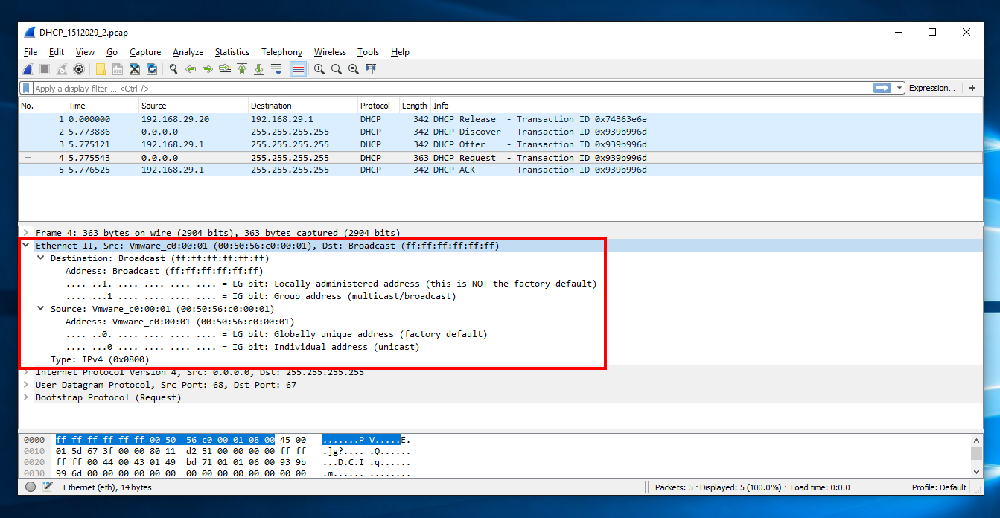 DHCP_1512029_2.pcap
File Edit View Go Capture Analyze Statistics Telephony Wireless Tools Help
Apply a display filter ... <Ctrl-/> Expression... +
No. Time Source Destination Protocol Length Info
1 0.000000 192.168.29.20 192.168.29.1 DHCP 342 DHCP Release - Transaction ID 0x74363e6e
2 5.773886 0.0.0.0 255.255.255.255 DHCP 342 DHCP Discover - Transaction ID 0x939b996d
3 5.775121 192.168.29.1 255.255.255.255 DHCP 342 DHCP Offer - Transaction ID 0x939b996d
4 5.775543 0.0.0.0 255.255.255.255 DHCP 363 DHCP Request - Transaction ID 0x939b996d
5 5.776525 192.168.29.1 255.255.255.255 DHCP 342 DHCP ACK - Transaction ID 0x939b996d
Frame 4: 363 bytes on wire (2904 bits), 363 bytes captured (2904 bits)
Ethernet II, Src: Vmware_c0:00:01 (00:50:56:c0:00:01), Dst: Broadcast (ff:ff:ff:ff:ff:ff)
Destination: Broadcast (ff:ff:ff:ff:ff:ff)
Address: Broadcast (ff:ff:ff:ff:ff:ff)
.... ..1. .... .... .... .... = LG bit: Locally administered address (this is NOT the factory default)
.... ...1 .... .... .... .... = IG bit: Group address (multicast/broadcast)
Source: Vmware_c0:00:01 (00:50:56:c0:00:01)
Address: Vmware_c0:00:01 (00:50:56:c0:00:01)
.... ..0. .... .... .... .... = LG bit: Globally unique address (factory default)
.... ...0 .... .... .... .... = IG bit: Individual address (unicast)
Type: IPv4 (0x0800)
Internet Protocol Version 4, Src: 0.0.0.0, Dst: 255.255.255.255
User Datagram Protocol, Src Port: 68, Dst Port: 67
Bootstrap Protocol (Request)
0000 ff ff ff ff ff ff 00 50 56 c0 00 01 08 00 45 00 .......P V.....E.
0010 01 5d 67 3f 00 00 80 11 d2 51 00 00 00 00 ff ff .]g?.... .Q......
0020 ff ff 00 44 00 43 01 49 bd 71 01 01 06 00 93 9b ...D.C.I .q......
0030 99 6d 00 00 00 00 00 00 00 00 00 00 00 00 00 00 .m...... ........
Ethernet (eth), 14 bytes Packets: 5 · Displayed: 5 (100.0%) · Load time: 0:0.0 Profile: Default